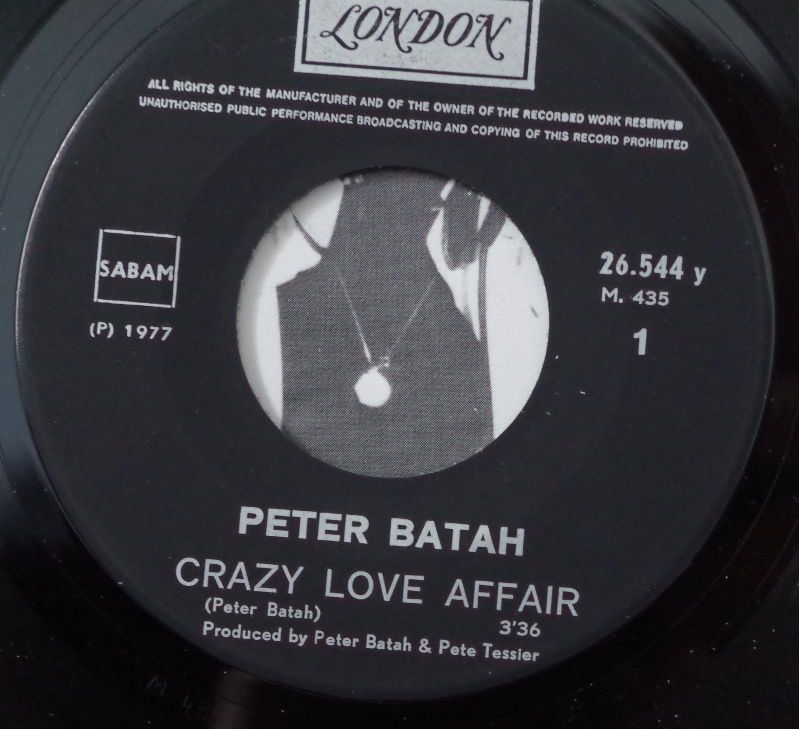 LONDON
ALL RIGHTS OF THE MANUFACTURER AND OF THE OWNER OF THE RECORDED WORK RESERVED
UNAUTHORISED PUBLIC PERFORMANCE BROADCASTING AND COPYING OF THIS RECORD PROHIBITED
SABAM
(P) 1977
26.544 y
M. 435
1
PETER BATAH
CRAZY LOVE AFFAIR
(Peter Batah)
3'36
Produced by Peter Batah & Pete Tessier